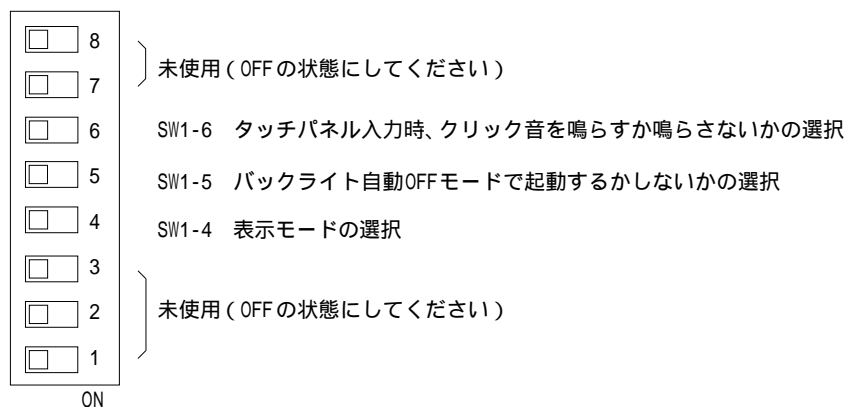 8
未使用(OFFの状態にしてください)
7
6 SW1-6 タッチパネル入力時、クリック音を鳴らすか鳴らさないかの選択
5 SW1-5 バックライト自動OFFモードで起動するかしないかの選択
4 SW1-4 表示モードの選択
3
2 未使用(OFFの状態にしてください)
1
ON